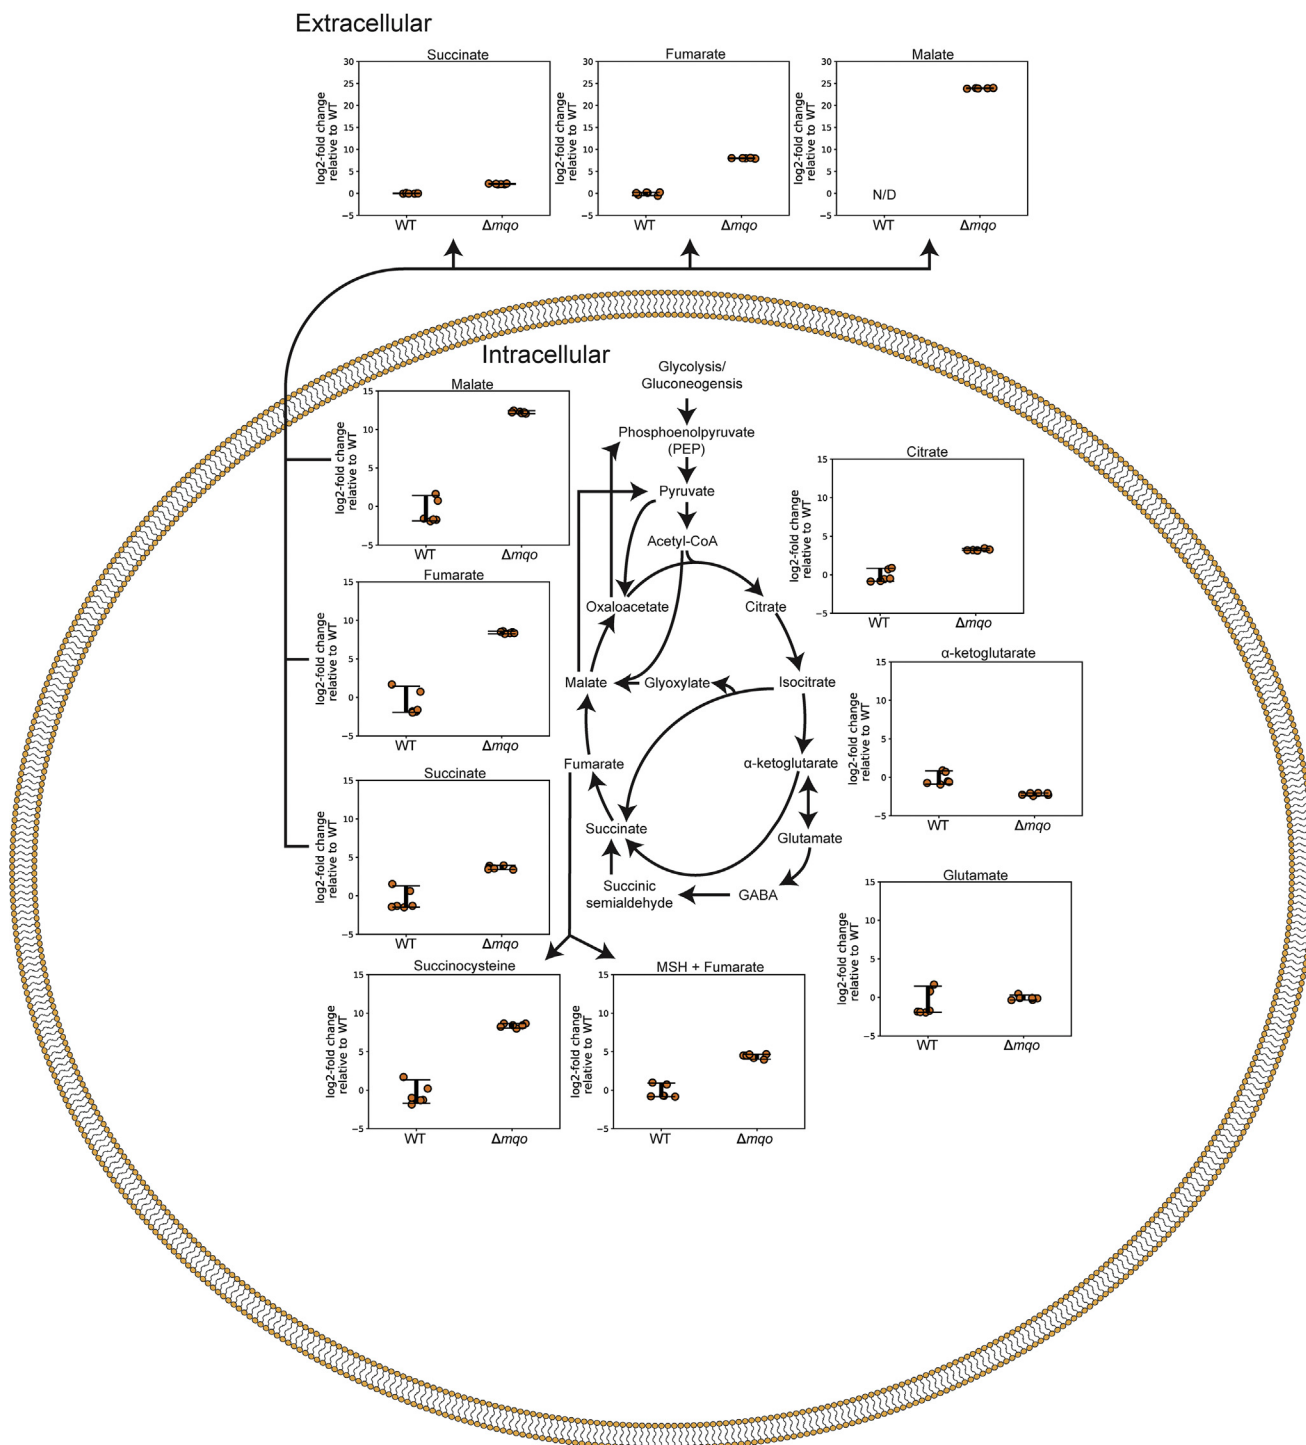 Extracellular
Succinate
log2-fold change
relative to WT
30
25
20
15
10
5
0
−5
WT
Δmqo
Fumarate
log2-fold change
relative to WT
30
25
20
15
10
5
0
−5
WT
Δmqo
Malate
log2-fold change
relative to WT
30
25
20
15
10
5
0
−5
N/D
WT
Δmqo
Intracellular
Malate
log2-fold change
relative to WT
15
10
5
0
−5
WT
Δmqo
Fumarate
log2-fold change
relative to WT
15
10
5
0
−5
WT
Δmqo
Succinate
log2-fold change
relative to WT
15
10
5
0
−5
WT
Δmqo
Glycolysis/
Gluconeogensis
Phosphoenolpyruvate
(PEP)
Pyruvate
Acetyl-CoA
Oxaloacetate
Citrate
Malate
Glyoxylate
Isocitrate
Fumarate
α-ketoglutarate
Succinate
Glutamate
Succinic
semialdehyde
GABA
Citrate
log2-fold change
relative to WT
15
10
5
0
−5
WT
Δmqo
α-ketoglutarate
log2-fold change
relative to WT
15
10
5
0
−5
WT
Δmqo
Glutamate
log2-fold change
relative to WT
15
10
5
0
−5
WT
Δmqo
Succinocysteine
log2-fold change
relative to WT
15
10
5
0
−5
WT
Δmqo
MSH + Fumarate
log2-fold change
relative to WT
15
10
5
0
−5
WT
Δmqo